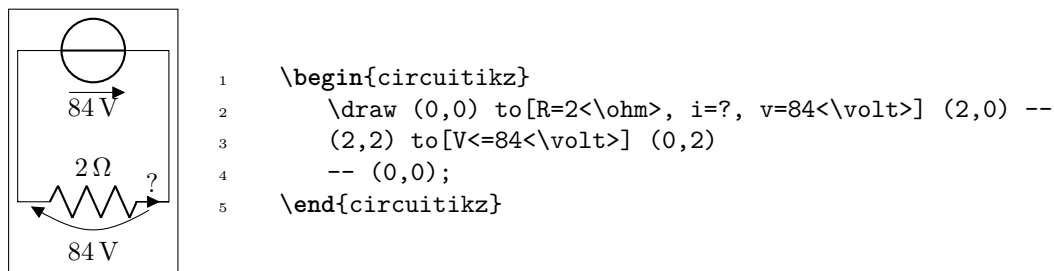 84 V
2 Ω
?
84 V
1 \begin{circuitikz}
2 \draw (0,0) to[R=2<\ohm>, i=?, v=84<\volt>] (2,0) --
3 (2,2) to[V<=84<\volt>] (0,2)
4 -- (0,0);
5 \end{circuitikz}